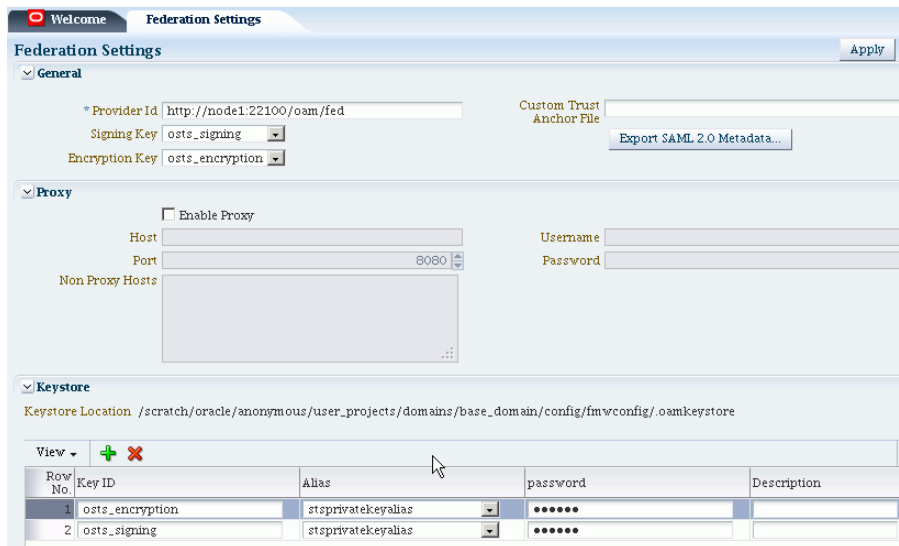 Welcome
Federation Settings
Federation Settings
Apply
General
* Provider Id http://node1:22100/oam/fed
Custom Trust Anchor File
Signing Key osts_signing
Export SAML 2.0 Metadata...
Encryption Key osts_encryption
Proxy
Enable Proxy
Host
Username
Port 8080
Password
Non Proxy Hosts
Keystore
Keystore Location /scratch/oracle/anonymous/user_projects/domains/base_domain/config/fmwconfig/.oamkeystore
View
Row No. Key ID Alias password Description
1 osts_encryption stsprivatekeyalias ••••••
2 osts_signing stsprivatekeyalias ••••••